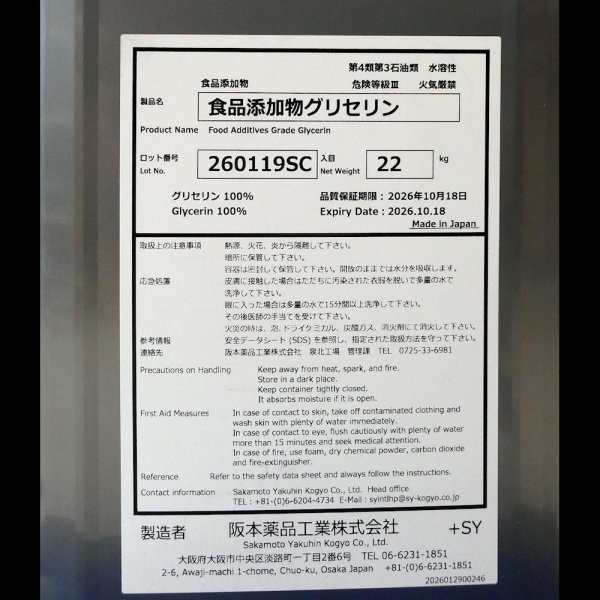 第4類第3石油類 水溶性
食品添加物 危険等級Ⅲ 火気厳禁
製品名 食品添加物グリセリン
Product Name Food Additives Grade Glycerin
ロット番号 入目
260119SC 22 kg
Lot No. Net Weight
グリセリン 100% 品質保証期限：2026年10月18日
Glycerin 100% Expiry Date : 2026.10.18
Made in Japan
取扱上の注意事項 熱源、火花、炎から隔離して下さい。
暗所に保管して下さい。
容器は密封して保管して下さい。開放のままでは水分を吸収します。
応急処置 皮膚に接触した場合はただちに汚染された衣服を脱いで多量の水で
洗浄して下さい。
眼に入った場合は多量の水で15分間以上洗浄して下さい。
その後医師の手当てを受けて下さい。
火災の時は、泡、ドライケミカル、炭酸ガス、消火剤にて消火して下さい。
参考情報 安全データシート (SDS) を参照し、指定された取扱方法を守って下さい。
連絡先 阪本薬品工業株式会社 泉北工場 管理課 TEL 0725-33-6981
Precautions on Handling Keep away from heat, spark, and fire.
Store in a dark place.
Keep container tightly closed.
It absorbs moisture if it is open.
First Aid Measures In case of contact to skin, take off contaminated clothing and
wash skin with plenty of water immediately.
In case of contact to eye, flush cautiously with plenty of water
more than 15 minutes and seek medical attention.
In case of fire, use foam, dry chemical powder, carbon dioxide
and fire-extinguisher.
Reference Refer to the safety data sheet and always follow the instructions.
Contact information Sakamoto Yakuhin Kogyo Co., Ltd. Head office
TEL : +81-(0)6-6204-4734 E-Mail : syintlhp@sy-kogyo.co.jp
製造者 阪本薬品工業株式会社 +SY
Sakamoto Yakuhin Kogyo Co., Ltd.
大阪府大阪市中央区淡路町一丁目2番6号 TEL 06-6231-1851
2-6, Awaji-machi 1-chome, Chuo-ku, Osaka Japan +81-(0)6-6231-1851
2026012900246